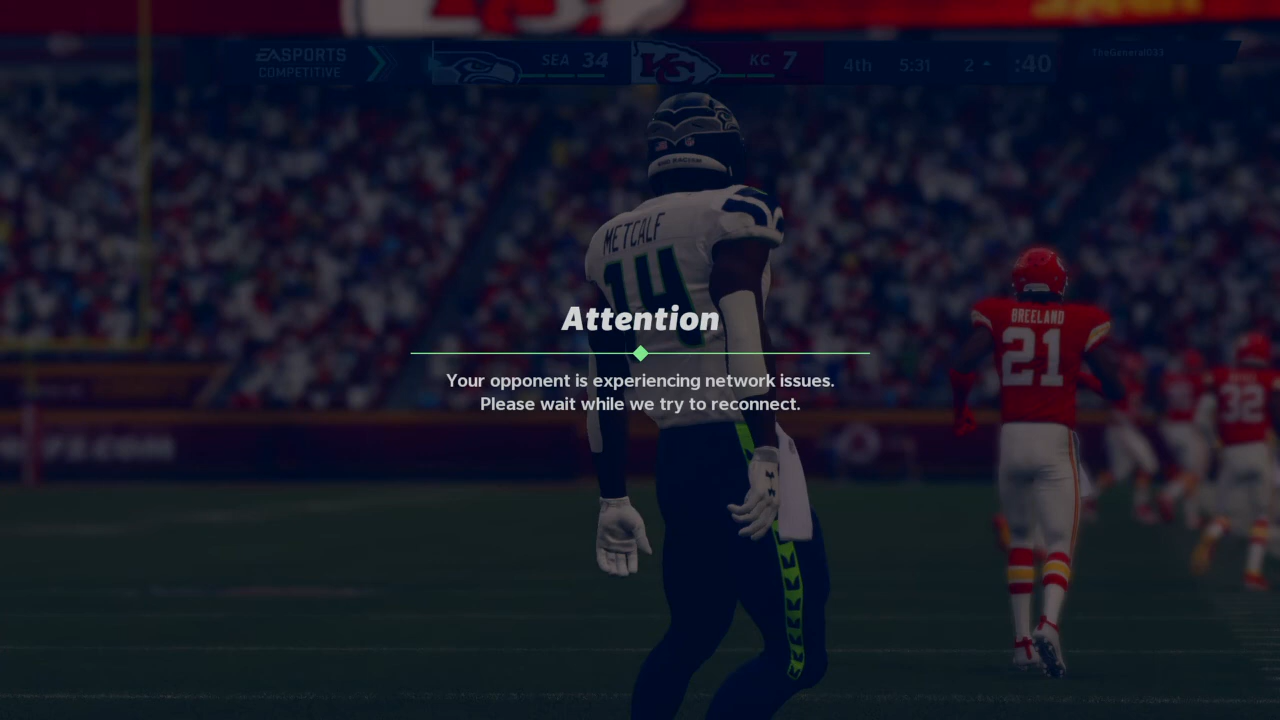 EA SPORTS
COMPETITIVE
SEA 34
KC 7
4th 5:31 2 :40
TheGeneral033
METCALF
14
BREELAND
21
32
Attention
Your opponent is experiencing network issues.
Please wait while we try to reconnect.